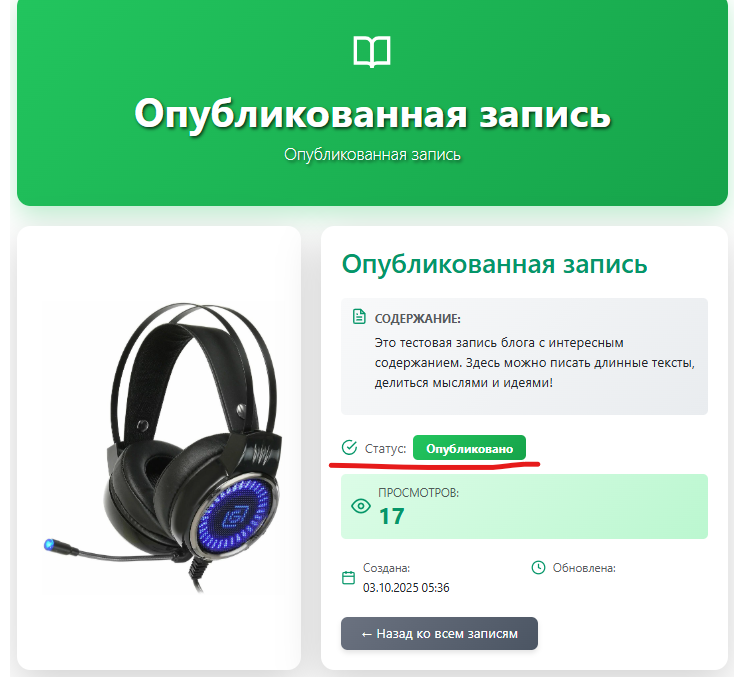 Опубликованная запись
Опубликованная запись
Опубликованная запись
СОДЕРЖАНИЕ:
Это тестовая запись блога с интересным
содержанием. Здесь можно писать длинные тексты,
делиться мыслями и идеями!
Статус: Опубликовано
ПРОСМОТРОВ:
17
Создана:
03.10.2025 05:36
Обновлена:
← Назад ко всем записям